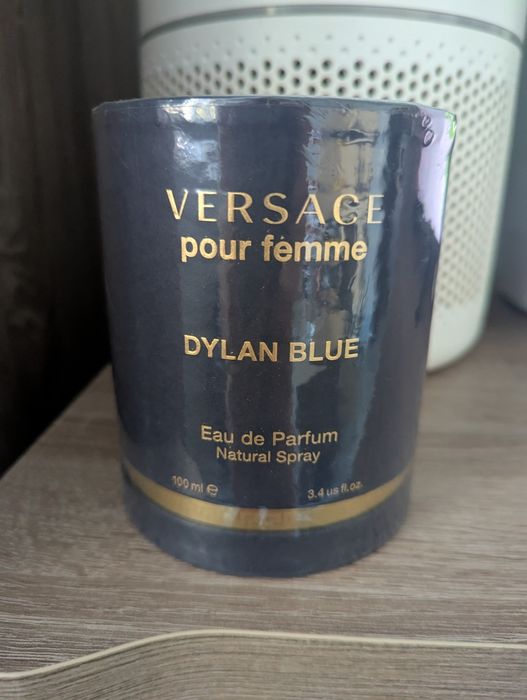 VERSACE
pour femme
DYLAN BLUE
Eau de Parfum
Natural Spray
100 ml ℮
3.4 us fl.oz.